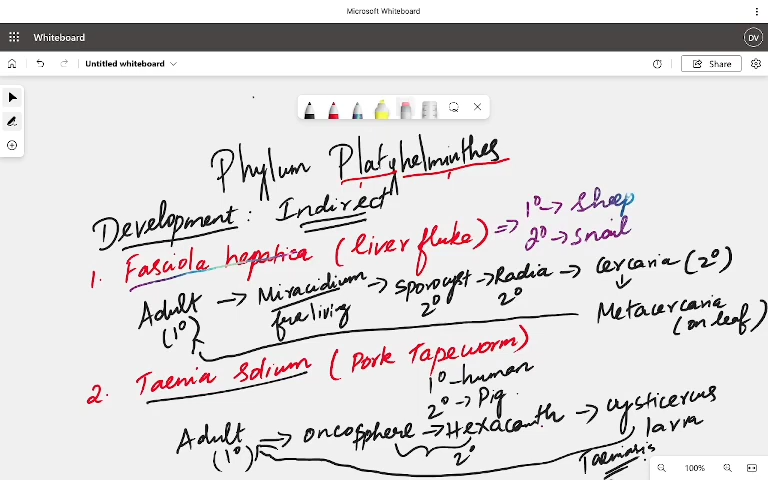 Microsoft Whiteboard
Whiteboard
DV
Untitled whiteboard
Share
Phylum Platyhelminthes
Development: Indirect
1. Fasciola hepatica (liver fluke) => 1° -> sheep
2° -> snail
Adult -> Miracidium -> sporocyst -> Radia -> cercaria (2°)
(1°) free living 2° 2°
Metacercaria
(on leaf)
2. Taenia Solium (Pork Tapeworm)
1° - human
2° -> Pig
Adult => oncosphere -> Hexacanth -> cysticercus
(1°) 2° larva
Taeniasis
100%